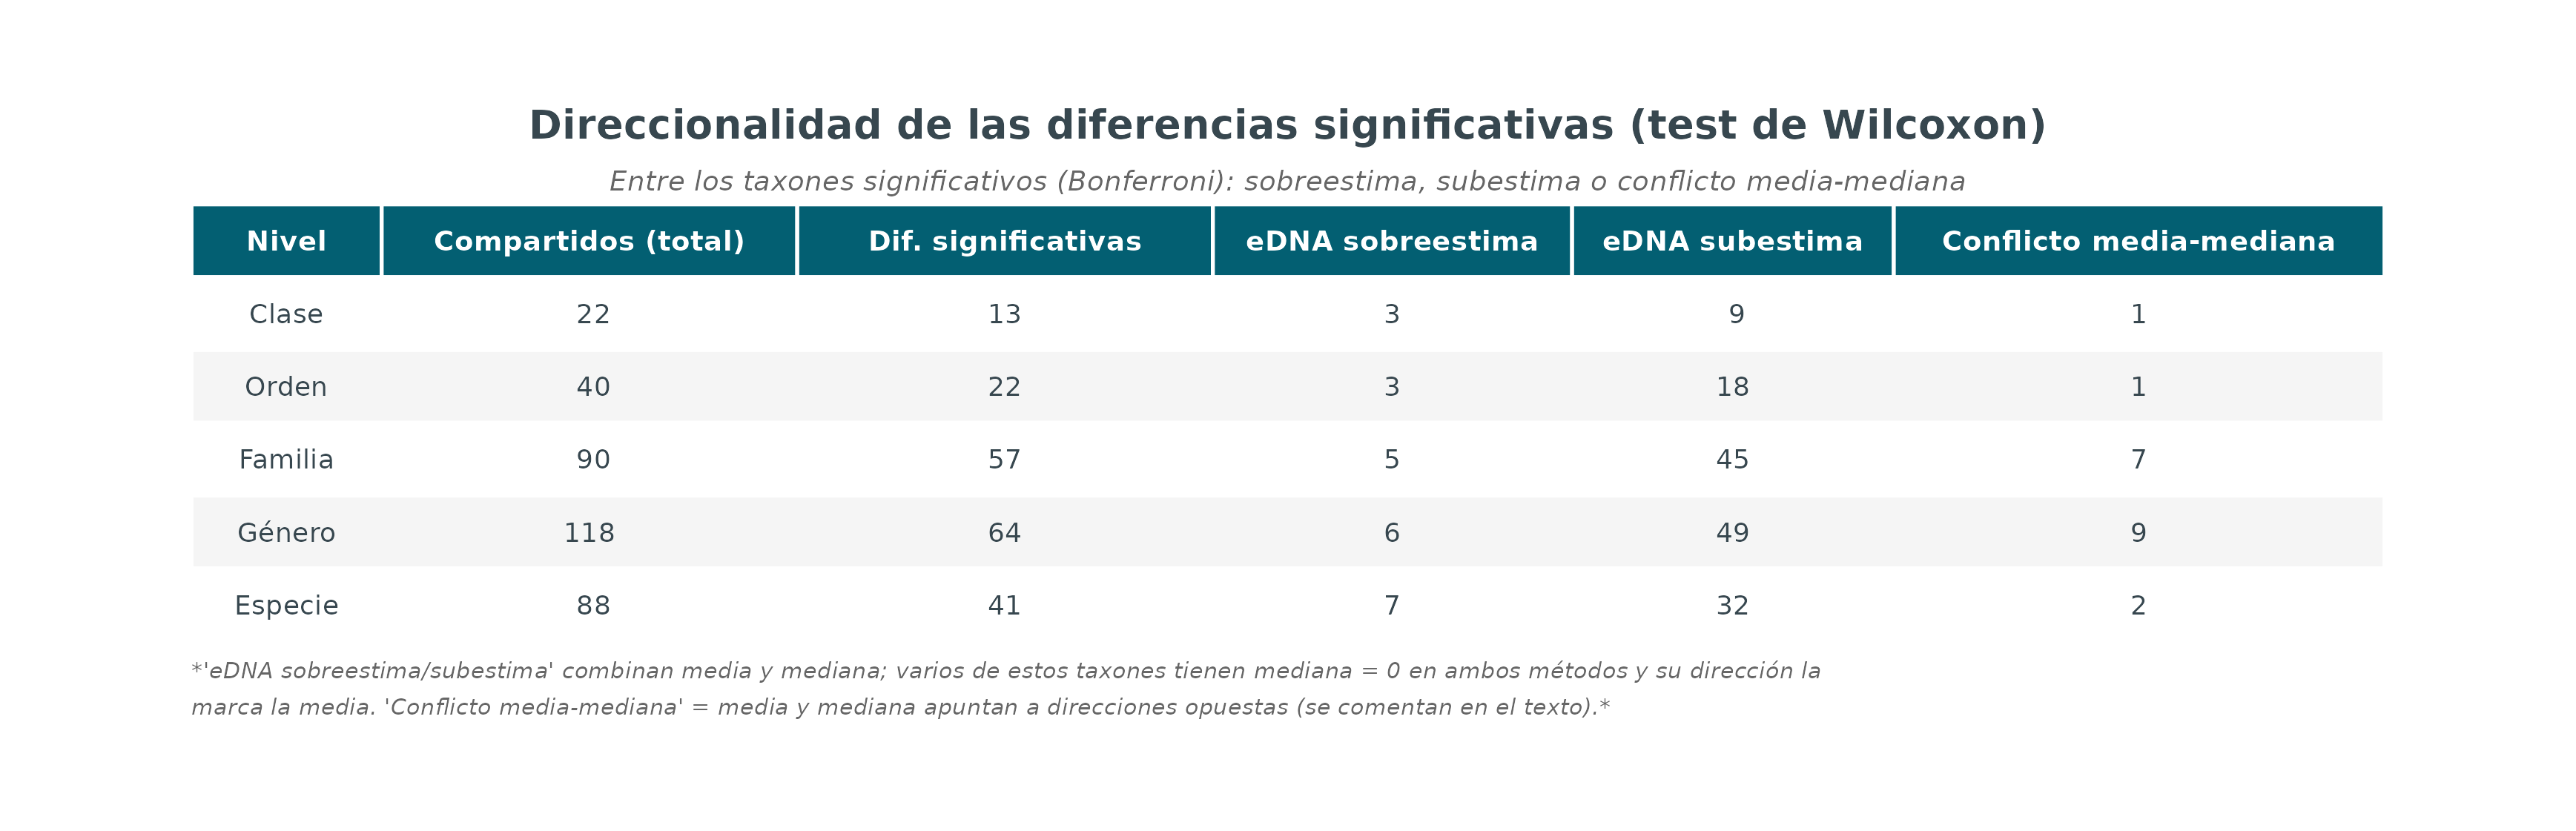 Direccionalidad de las diferencias significativas (test de Wilcoxon)
Entre los taxones significativos (Bonferroni): sobreestima, subestima o conflicto media-mediana
Nivel Compartidos (total) Dif. significativas eDNA sobreestima eDNA subestima Conflicto media-mediana
Clase 22 13 3 9 1
Orden 40 22 3 18 1
Familia 90 57 5 45 7
Género 118 64 6 49 9
Especie 88 41 7 32 2
*'eDNA sobreestima/subestima' combinan media y mediana; varios de estos taxones tienen mediana = 0 en ambos métodos y su dirección la
marca la media. 'Conflicto media-mediana' = media y mediana apuntan a direcciones opuestas (se comentan en el texto).*